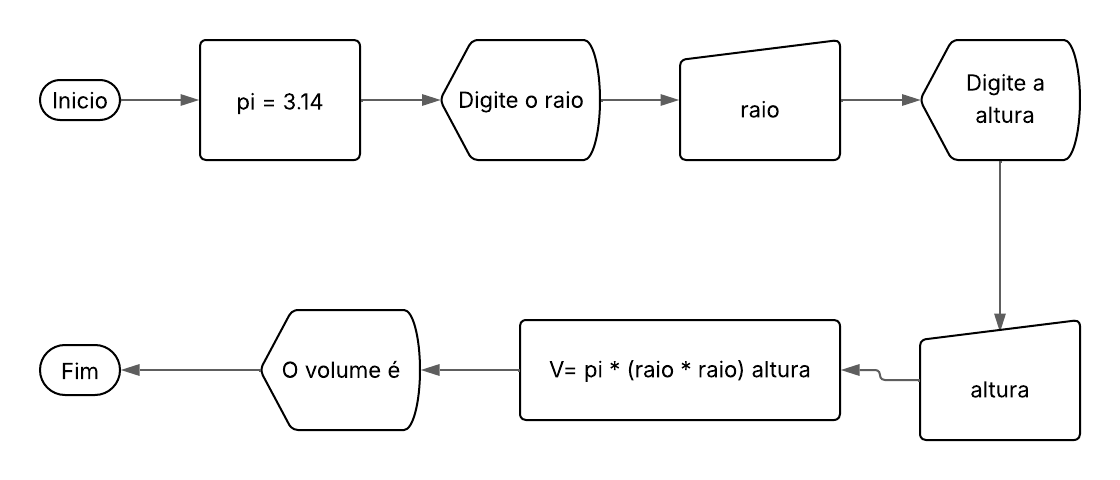 Inicio
pi = 3.14
Digite o raio
raio
Digite a
altura
altura
V= pi * (raio * raio) altura
O volume é
Fim